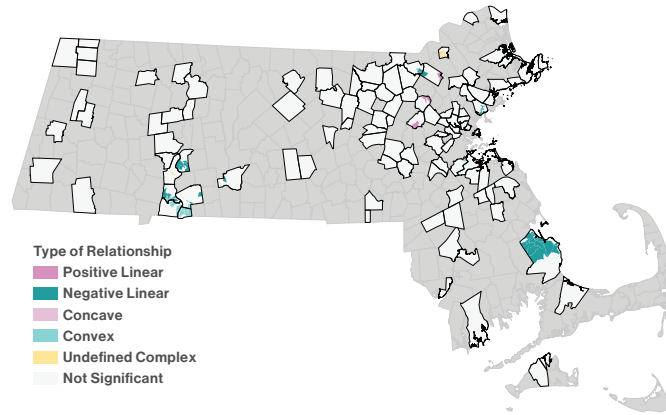 Type of Relationship
Positive Linear
Negative Linear
Concave
Convex
Undefined Complex
Not Significant